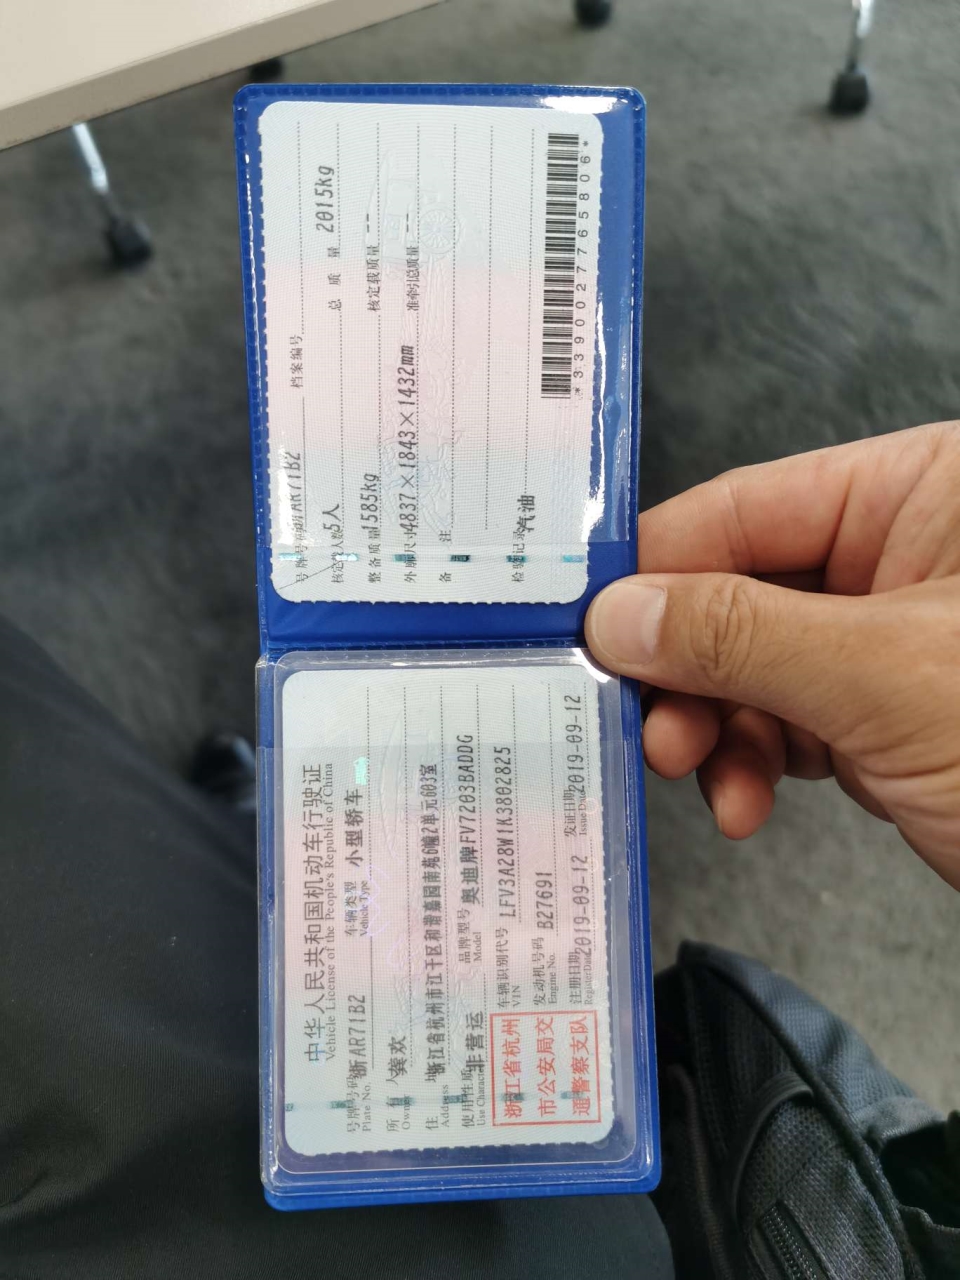 中华人民共和国机动车行驶证
Vehicle License of the People's Republic of China
号牌号码 浙AR71B2 车辆类型 小型轿车
Plate No. Vehicle Type
所有人 龚欢
Owner
住址 浙江省杭州市江干区和谐嘉园南苑6幢2单元603室
Address
使用性质 非营运 品牌型号 奥迪牌FV7203BADDG
Use Character Model
浙江省杭州
市公安局交
通警察支队
车辆识别代号 LFV3A28W1K3802825
VIN
发动机号码 B27691
Engine No.
注册日期 2019-09-12 发证日期 2019-09-12
Register Date Issue Date
号牌号码 浙AR71B2 档案编号
核定载人数 5人 总质量 2015kg
整备质量 1585kg 核定载质量 --
外廓尺寸 4837×1843×1432mm 准牵引总质量 --
备注
检验记录 汽油
*3390027765806*